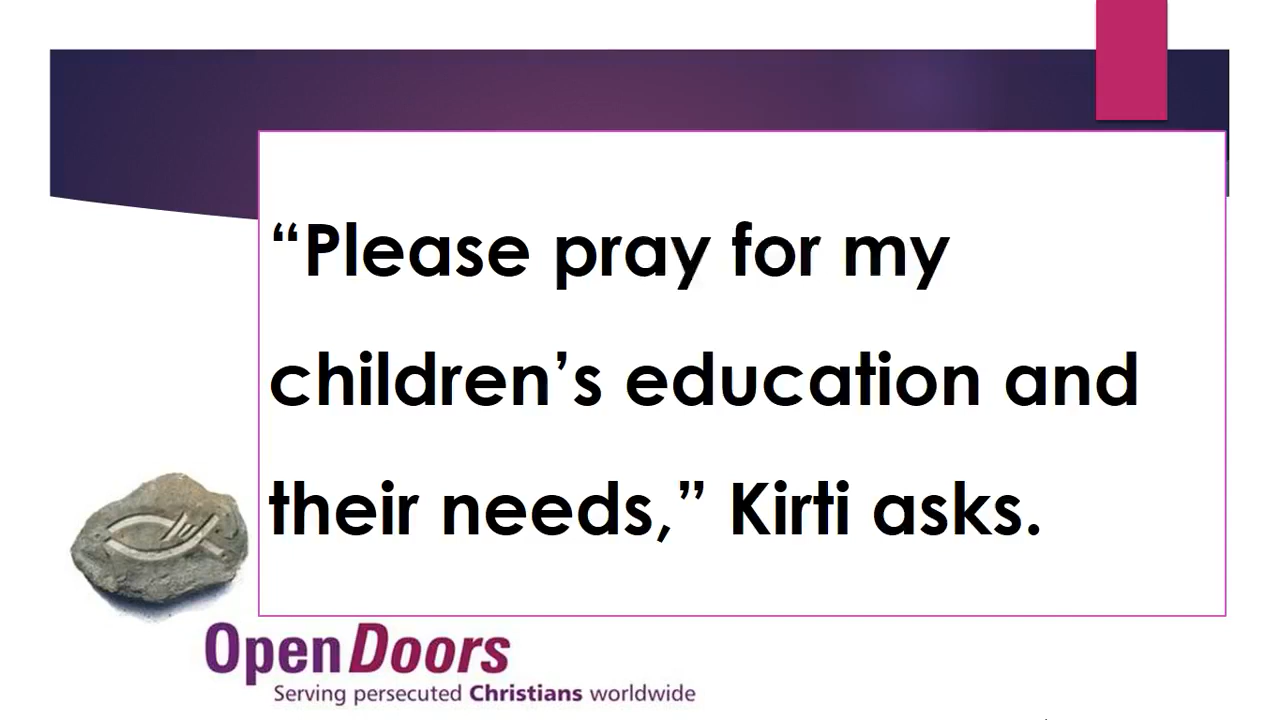 “Please pray for my
children’s education and
their needs,” Kirti asks.
OpenDoors
Serving persecuted Christians worldwide